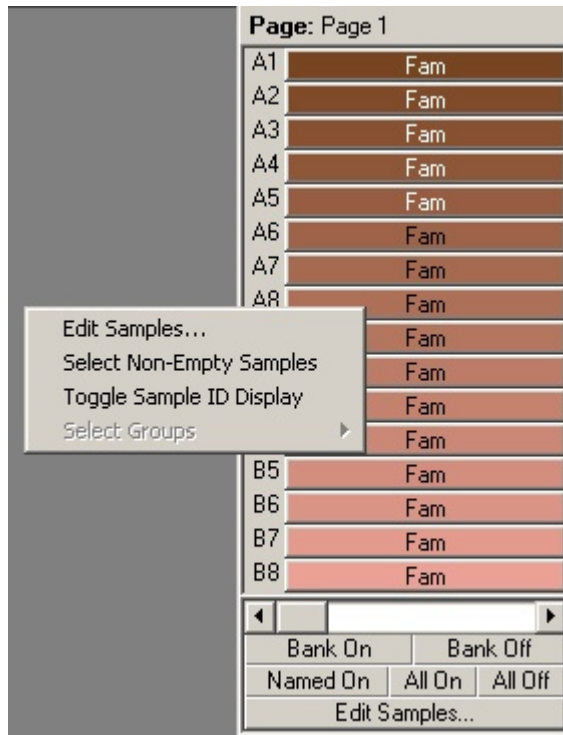 Page: Page 1
A1 Fam
A2 Fam
A3 Fam
A4 Fam
A5 Fam
A6 Fam
A7 Fam
A8 Fam
Fam
Fam
Fam
Fam
B5 Fam
B6 Fam
B7 Fam
B8 Fam
Edit Samples...
Select Non-Empty Samples
Toggle Sample ID Display
Select Groups
Bank On Bank Off
Named On All On All Off
Edit Samples...